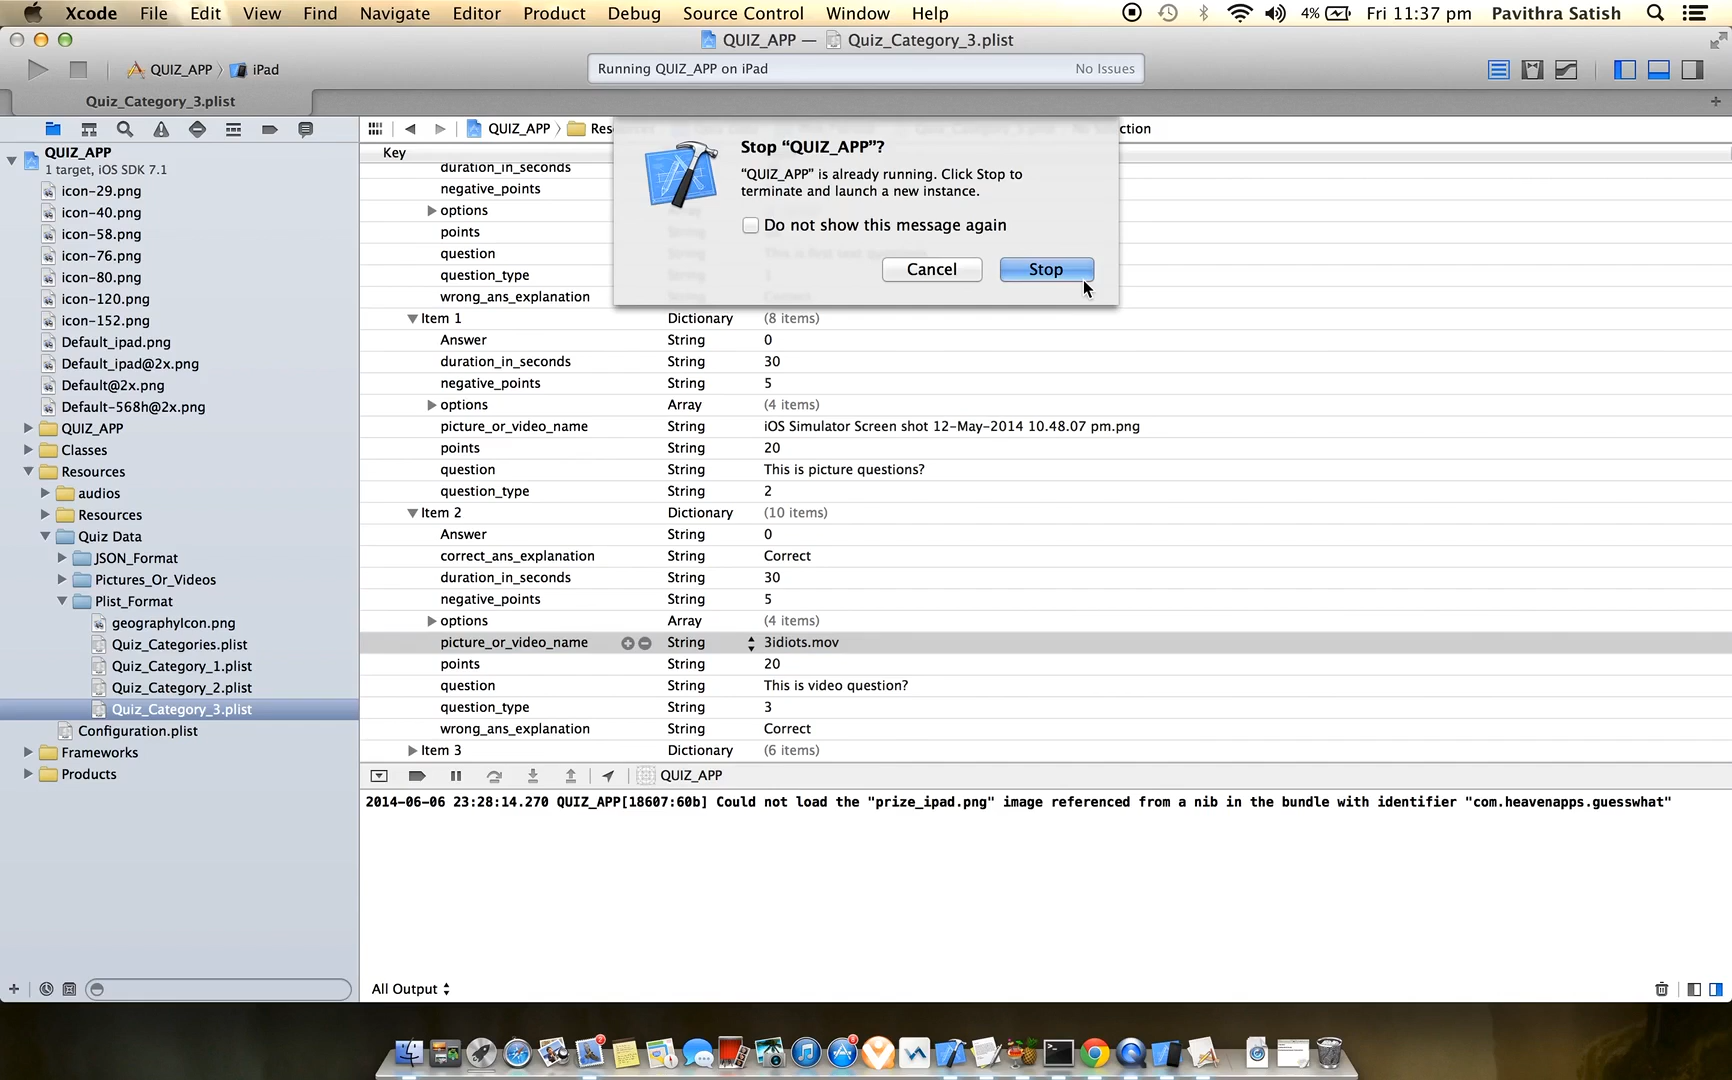 Xcode File Edit View Find Navigate Editor Product Debug Source Control Window Help 4% Fri 11:37 pm Pavithra Satish
QUIZ_APP — Quiz_Category_3.plist
QUIZ_APP iPad Running QUIZ_APP on iPad No Issues
Quiz_Category_3.plist
QUIZ_APP
1 target, iOS SDK 7.1
icon-29.png
icon-40.png
icon-58.png
icon-76.png
icon-80.png
icon-120.png
icon-152.png
Default_ipad.png
Default_ipad@2x.png
Default@2x.png
Default-568h@2x.png
QUIZ_APP
Classes
Resources
audios
Resources
Quiz Data
JSON_Format
Pictures_Or_Videos
Plist_Format
geographyIcon.png
Quiz_Categories.plist
Quiz_Category_1.plist
Quiz_Category_2.plist
Quiz_Category_3.plist
Configuration.plist
Frameworks
Products
QUIZ_APP Res ction
Key
duration_in_seconds
negative_points
options
points
question
question_type
wrong_ans_explanation
Stop “QUIZ_APP”?
“QUIZ_APP” is already running. Click Stop to
terminate and launch a new instance.
Do not show this message again
Cancel Stop
Item 1 Dictionary (8 items)
Answer String 0
duration_in_seconds String 30
negative_points String 5
options Array (4 items)
picture_or_video_name String iOS Simulator Screen shot 12-May-2014 10.48.07 pm.png
points String 20
question String This is picture questions?
question_type String 2
Item 2 Dictionary (10 items)
Answer String 0
correct_ans_explanation String Correct
duration_in_seconds String 30
negative_points String 5
options Array (4 items)
picture_or_video_name String 3idiots.mov
points String 20
question String This is video question?
question_type String 3
wrong_ans_explanation String Correct
Item 3 Dictionary (6 items)
QUIZ_APP
2014-06-06 23:28:14.270 QUIZ_APP[18607:60b] Could not load the "prize_ipad.png" image referenced from a nib in the bundle with identifier "com.heavenapps.guesswhat"
All Output